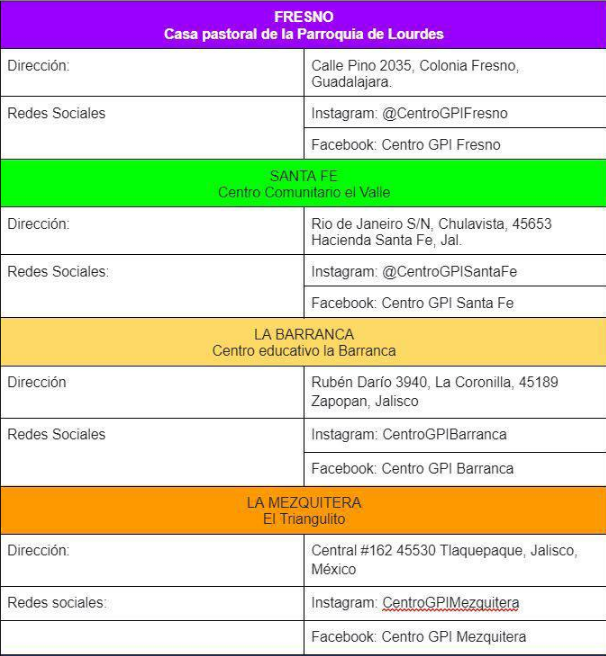 FRESNO
Casa pastoral de la Parroquia de Lourdes
Dirección:
Calle Pino 2035, Colonia Fresno,
Guadalajara.
Redes Sociales
Instagram: @CentroGPIFresno
Facebook: Centro GPI Fresno
SANTA FE
Centro Comunitario el Valle
Dirección:
Rio de Janeiro S/N, Chulavista, 45653
Hacienda Santa Fe, Jal.
Redes Sociales:
Instagram: @CentroGPISantaFe
Facebook: Centro GPI Santa Fe
LA BARRANCA
Centro educativo la Barranca
Dirección
Rubén Darío 3940, La Coronilla, 45189
Zapopan, Jalisco
Redes Sociales
Instagram: CentroGPIBarranca
Facebook: Centro GPI Barranca
LA MEZQUITERA
El Triangulito
Dirección:
Central #162 45530 Tlaquepaque, Jalisco,
México
Redes sociales:
Instagram: CentroGPIMezquitera
Facebook: Centro GPI Mezquitera